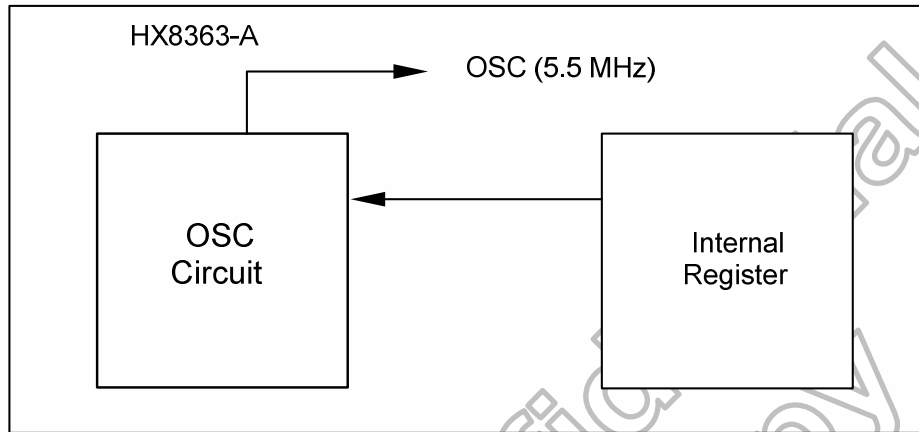 HX8363-A
OSC (5.5 MHz)
OSC
Circuit
Internal
Register